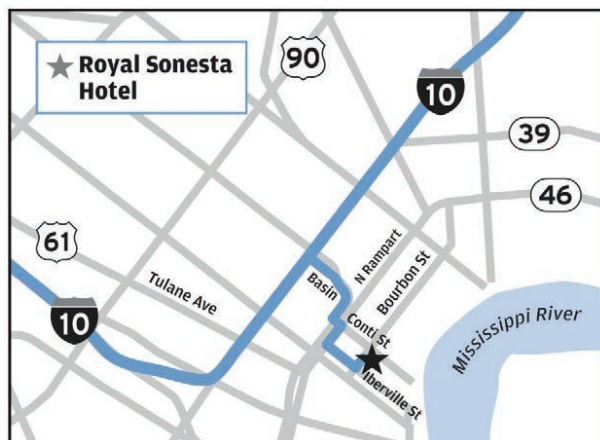 Royal Sonesta
Hotel
90
10
39
46
61
N Rampart
Bourbon St
Basin
Tulane Ave
Conti St
10
Mississippi River
Iberville St